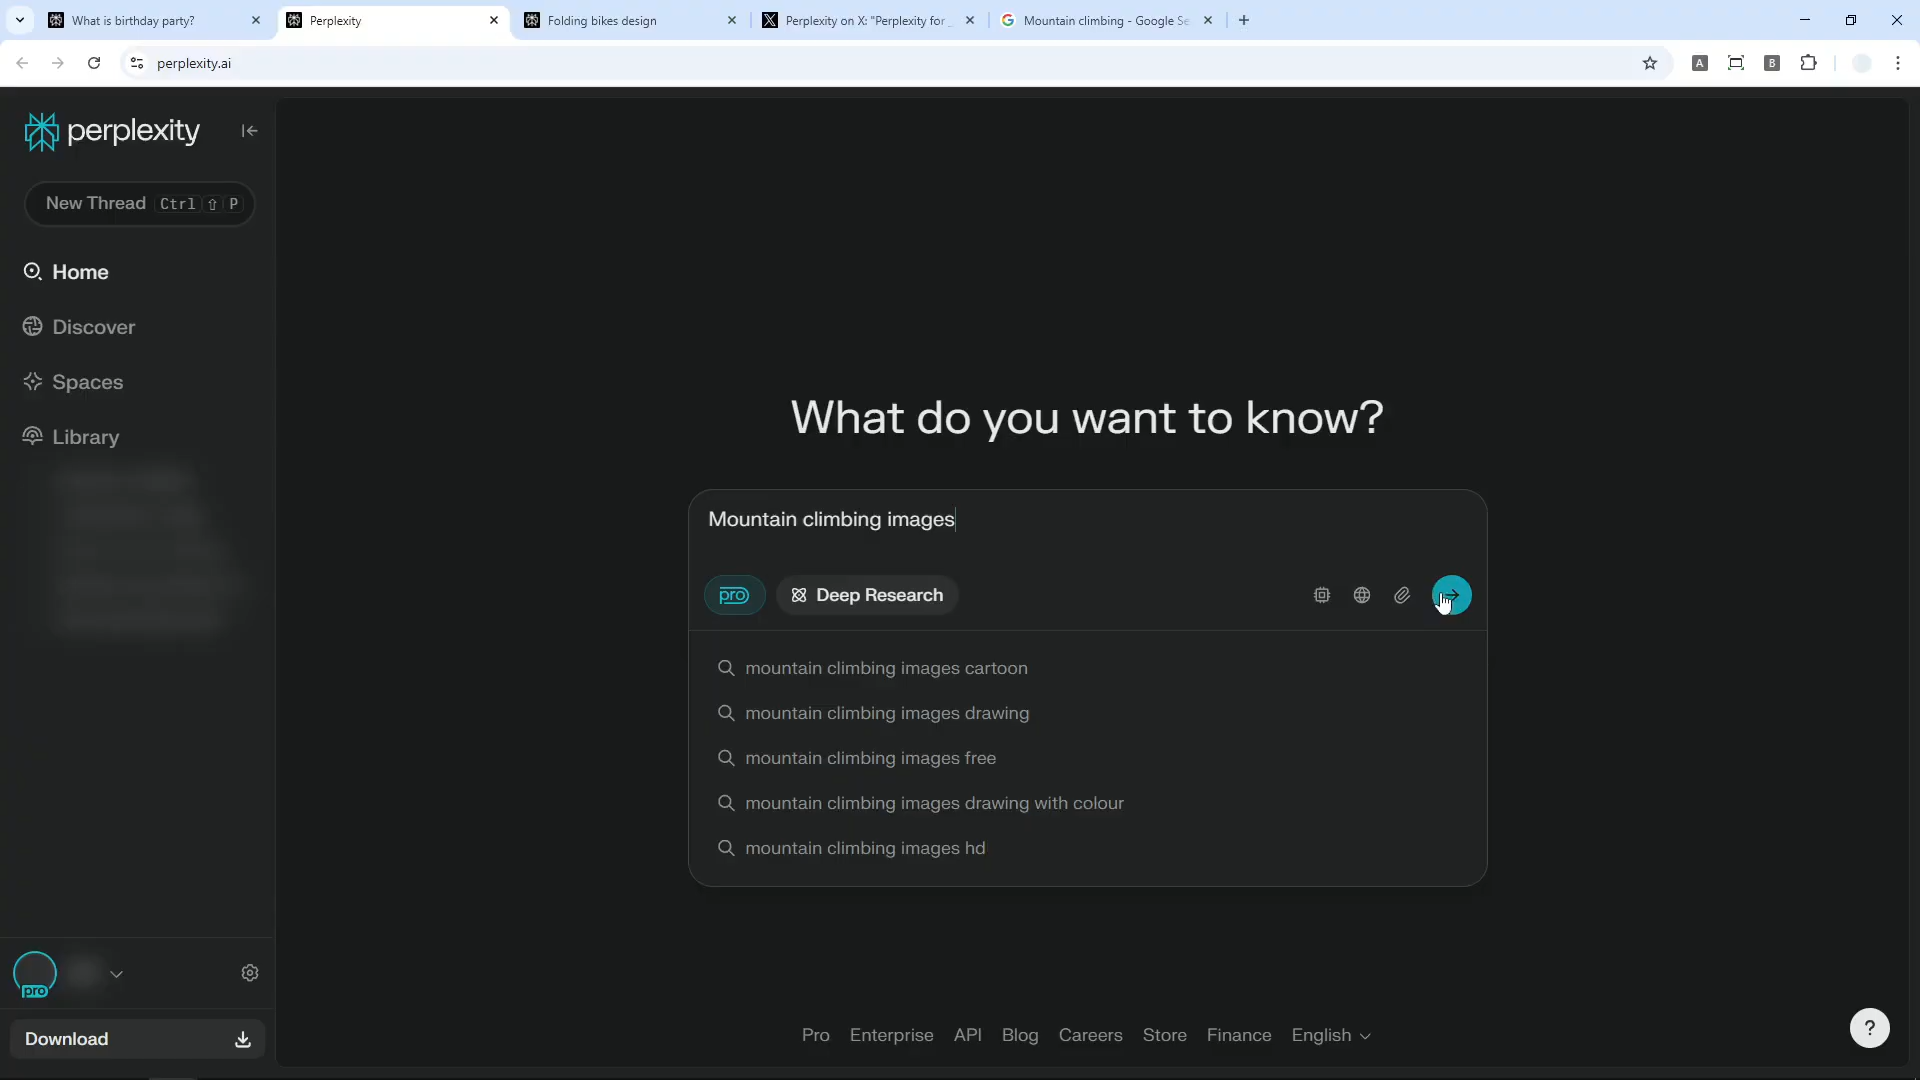 What is birthday party?
Perplexity
Folding bikes design
Perplexity on X: "Perplexity for
Mountain climbing - Google Se
perplexity.ai
A
B
perplexity
New Thread Ctrl ⇧ P
Home
Discover
Spaces
Library
What do you want to know?
Mountain climbing images
pro
Deep Research
mountain climbing images cartoon
mountain climbing images drawing
mountain climbing images free
mountain climbing images drawing with colour
mountain climbing images hd
pro
Download
Pro Enterprise API Blog Careers Store Finance English
?